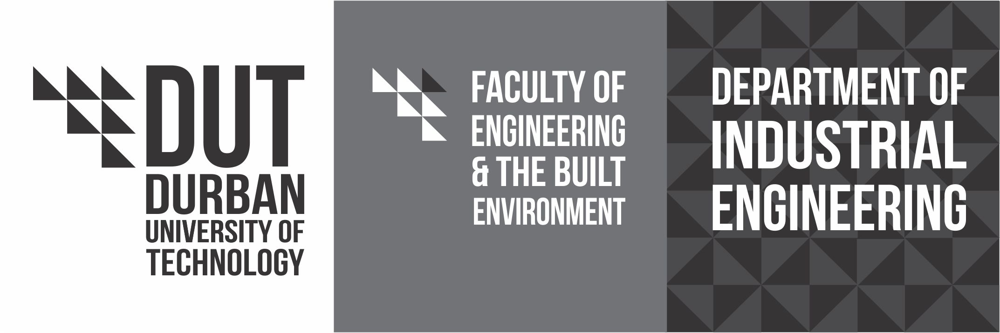 DUT
DURBAN
UNIVERSITY OF
TECHNOLOGY
FACULTY OF
ENGINEERING
& THE BUILT
ENVIRONMENT
DEPARTMENT OF
INDUSTRIAL
ENGINEERING